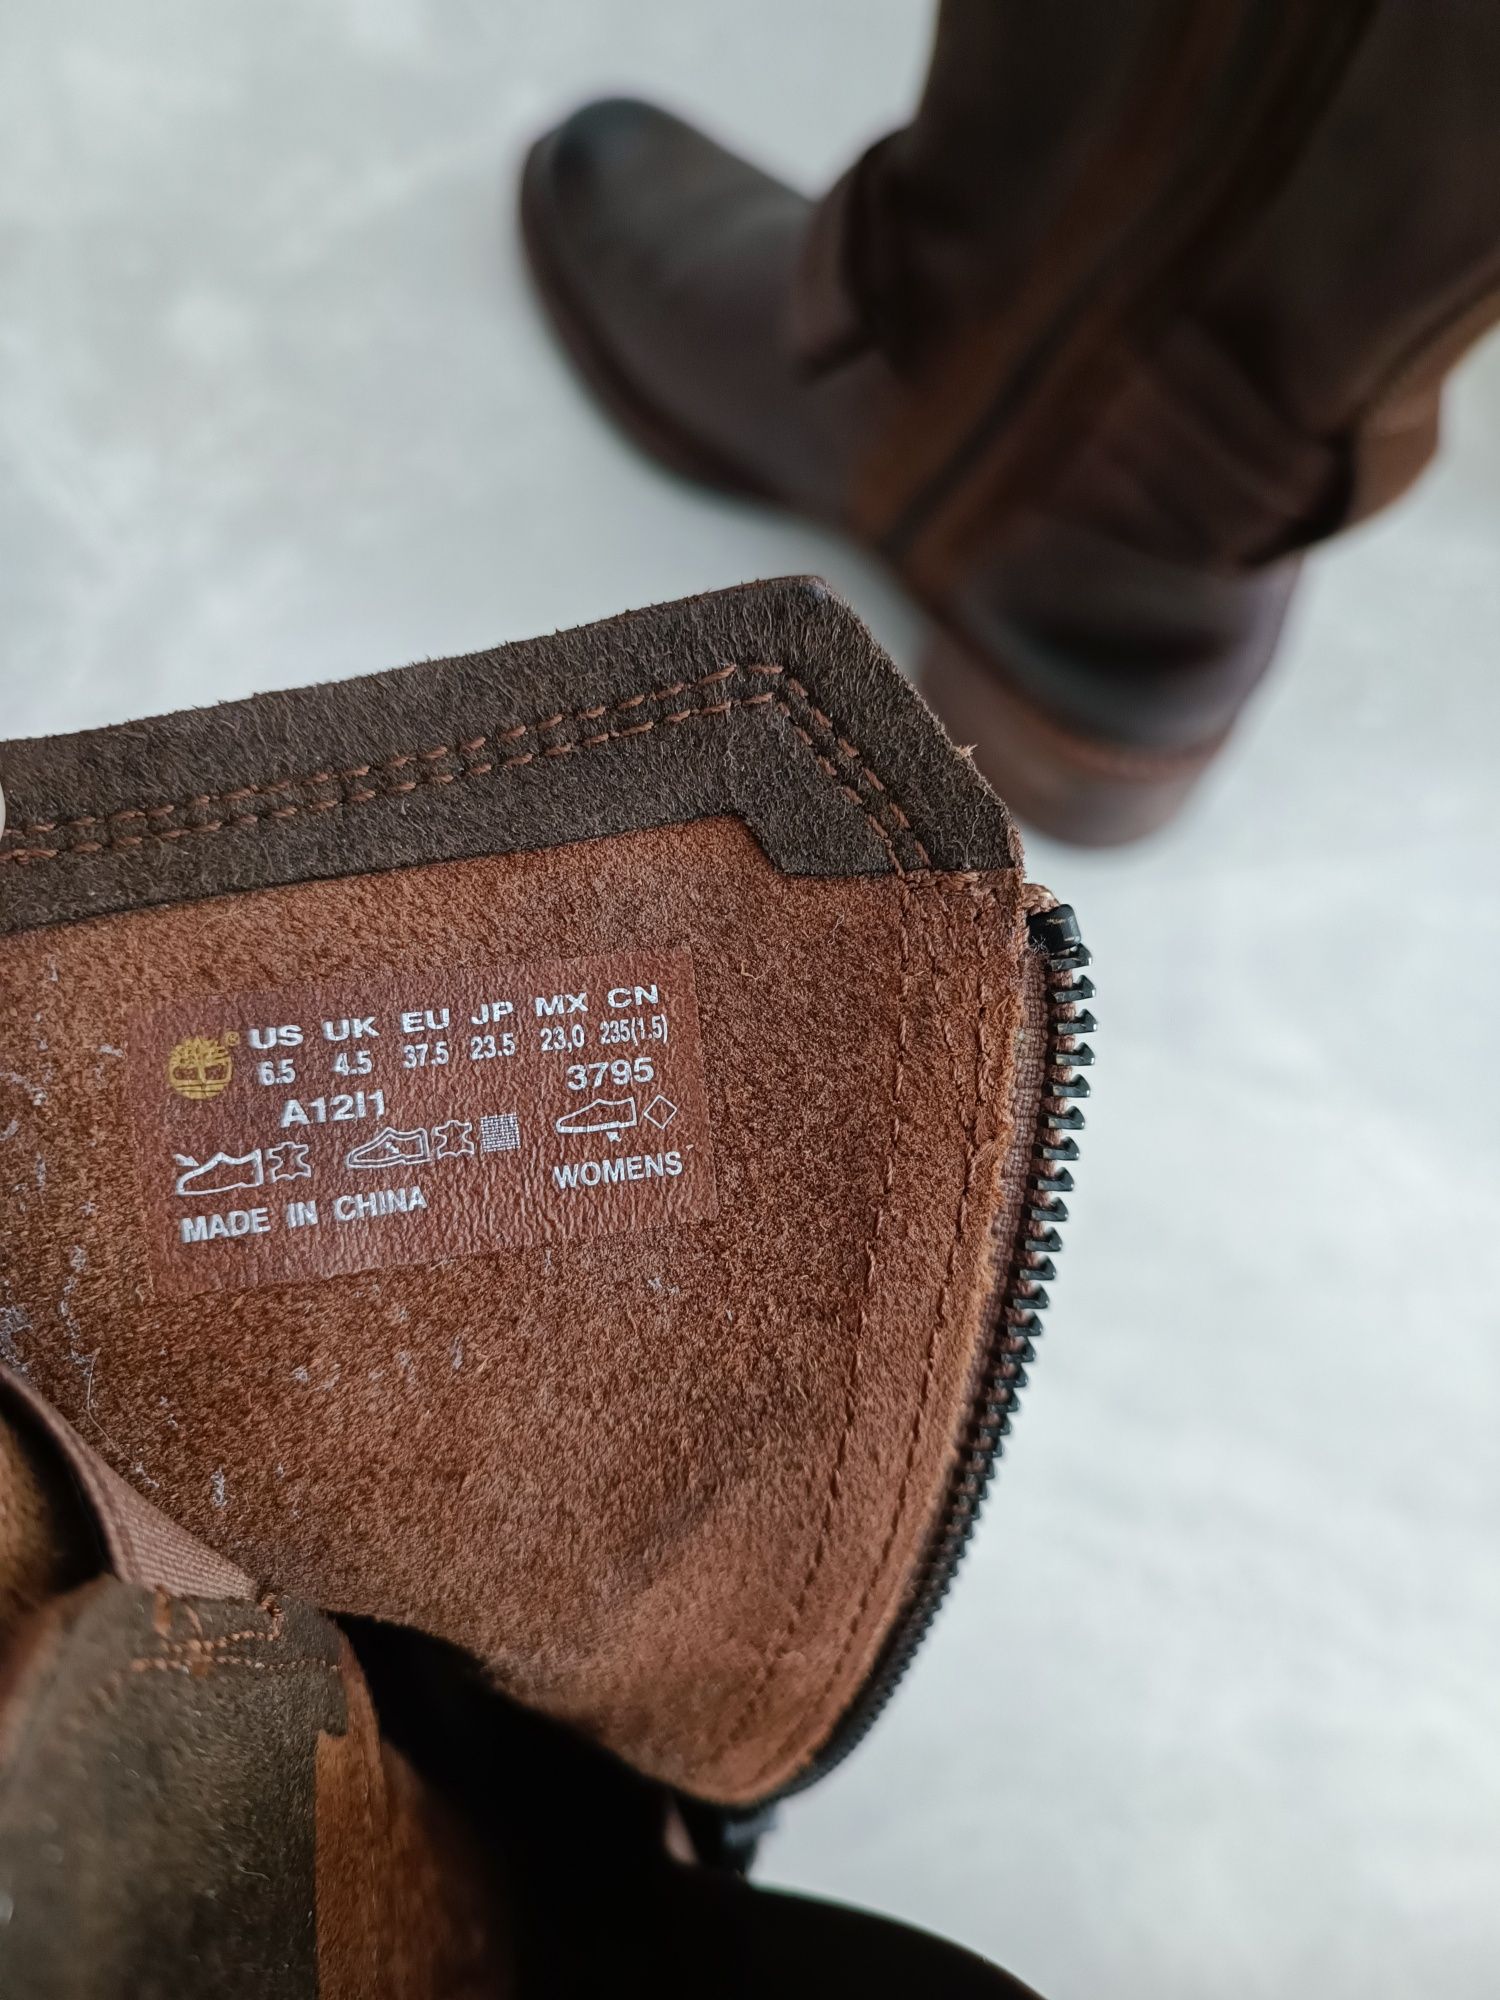 ® US UK EU JP MX CN
6.5 4.5 37.5 23.5 23,0 235(1.5)
A12I1 3795
MADE IN CHINA WOMENS